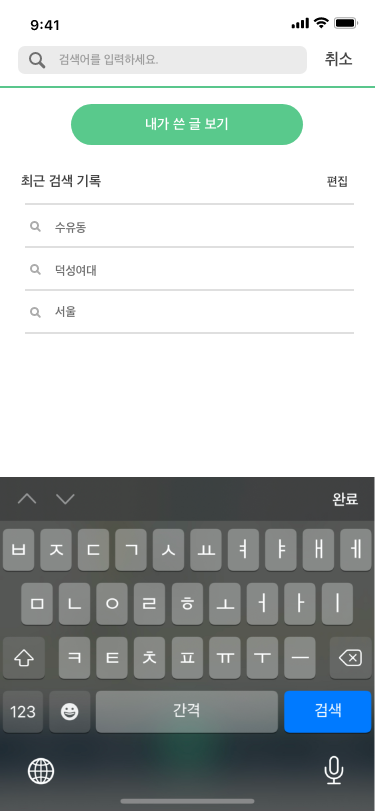 9:41
검색어를 입력하세요.
취소
내가 쓴 글 보기
최근 검색 기록
편집
수유동
덕성여대
서울
완료
ㅂ ㅈ ㄷ ㄱ ㅅ ㅛ ㅕ ㅑ ㅐ ㅔ
ㅁ ㄴ ㅇ ㄹ ㅎ ㅗ ㅓ ㅏ ㅣ
ㅋ ㅌ ㅊ ㅍ ㅠ ㅜ ㅡ
123 간격 검색